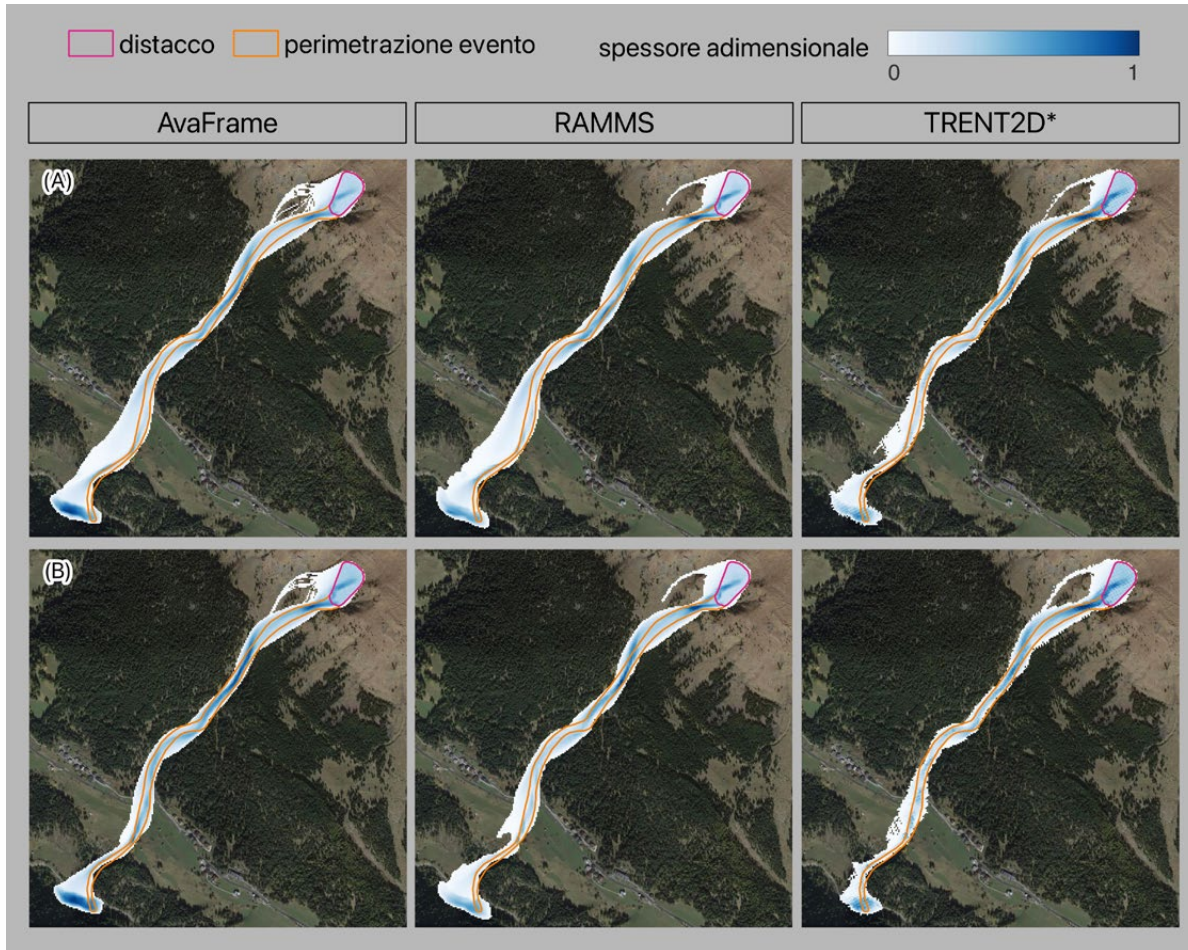 distacco perimetrazione evento spessore adimensionale
0 1
AvaFrame RAMMS TRENT2D*
(A)
(B)